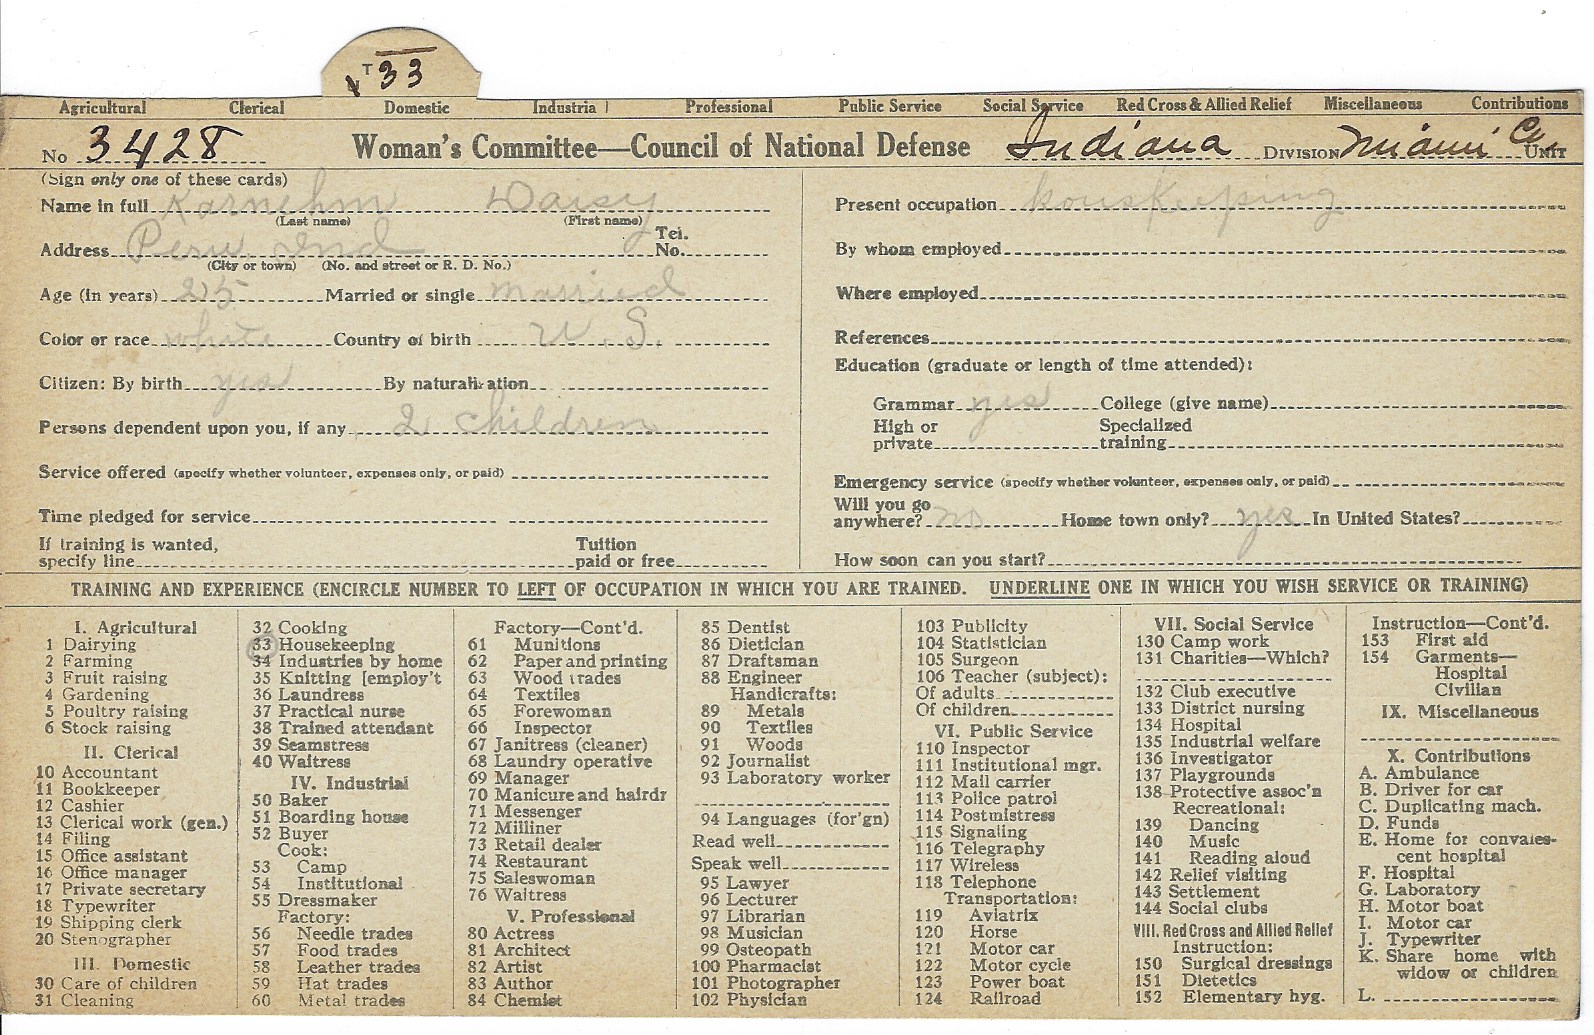 T 33
Agricultural Clerical Domestic Industrial Professional Public Service Social Service Red Cross & Allied Relief Miscellaneous Contributions
No 3428 Woman's Committee—Council of National Defense Indiana DIVISION Miami Co. UNIT
(Sign only one of these cards)
Name in full Karnehm Daisy
(Last name) (First name)
Address Peru, Ind Tel. No.
(City or town) (No. and street or R. D. No.)
Age (in years) 25 Married or single married
Color or race white Country of birth U.S.
Citizen: By birth yes By naturalization
Persons dependent upon you, if any 2 children
Service offered (specify whether volunteer, expenses only, or paid)
Time pledged for service
If training is wanted, specify line Tuition paid or free
Present occupation houskeeping
By whom employed
Where employed
References
Education (graduate or length of time attended):
Grammar yes College (give name)
High or private Specialized training
Emergency service (specify whether volunteer, expenses only, or paid)
Will you go anywhere? no Home town only? yes In United States?
How soon can you start?
TRAINING AND EXPERIENCE (ENCIRCLE NUMBER TO LEFT OF OCCUPATION IN WHICH YOU ARE TRAINED. UNDERLINE ONE IN WHICH YOU WISH SERVICE OR TRAINING)
I. Agricultural
1 Dairying
2 Farming
3 Fruit raising
4 Gardening
5 Poultry raising
6 Stock raising
II. Clerical
10 Accountant
11 Bookkeeper
12 Cashier
13 Clerical work (gen.)
14 Filing
15 Office assistant
16 Office manager
17 Private secretary
18 Typewriter
19 Shipping clerk
20 Stenographer
III. Domestic
30 Care of children
31 Cleaning
32 Cooking
33 Housekeeping
34 Industries by home
35 Knitting [employ't
36 Laundress
37 Practical nurse
38 Trained attendant
39 Seamstress
40 Waitress
IV. Industrial
50 Baker
51 Boarding house
52 Buyer
Cook:
53 Camp
54 Institutional
55 Dressmaker
Factory:
56 Needle trades
57 Food trades
58 Leather trades
59 Hat trades
60 Metal trades
Factory—Cont'd.
61 Munitions
62 Paper and printing
63 Wood trades
64 Textiles
65 Forewoman
66 Inspector
67 Janitress (cleaner)
68 Laundry operative
69 Manager
70 Manicure and hairdr
71 Messenger
72 Milliner
73 Retail dealer
74 Restaurant
75 Saleswoman
76 Waitress
V. Professional
80 Actress
81 Architect
82 Artist
83 Author
84 Chemist
85 Dentist
86 Dietician
87 Draftsman
88 Engineer
Handicrafts:
89 Metals
90 Textiles
91 Woods
92 Journalist
93 Laboratory worker
94 Languages (for'gn)
Read well
Speak well
95 Lawyer
96 Lecturer
97 Librarian
98 Musician
99 Osteopath
100 Pharmacist
101 Photographer
102 Physician
103 Publicity
104 Statistician
105 Surgeon
106 Teacher (subject):
Of adults
Of children
VI. Public Service
110 Inspector
111 Institutional mgr.
112 Mail carrier
113 Police patrol
114 Postmistress
115 Signaling
116 Telegraphy
117 Wireless
118 Telephone
Transportation:
119 Aviatrix
120 Horse
121 Motor car
122 Motor cycle
123 Power boat
124 Railroad
VII. Social Service
130 Camp work
131 Charities—Which?
132 Club executive
133 District nursing
134 Hospital
135 Industrial welfare
136 Investigator
137 Playgrounds
138 Protective assoc'n
Recreational:
139 Dancing
140 Music
141 Reading aloud
142 Relief visiting
143 Settlement
144 Social clubs
VIII. Red Cross and Allied Relief
Instruction:
150 Surgical dressings
151 Dietetics
152 Elementary hyg.
Instruction—Cont'd.
153 First aid
154 Garments—
Hospital
Civilian
IX. Miscellaneous
X. Contributions
A. Ambulance
B. Driver for car
C. Duplicating mach.
D. Funds
E. Home for convales-
cent hospital
F. Hospital
G. Laboratory
H. Motor boat
I. Motor car
J. Typewriter
K. Share home with
widow or children
L.